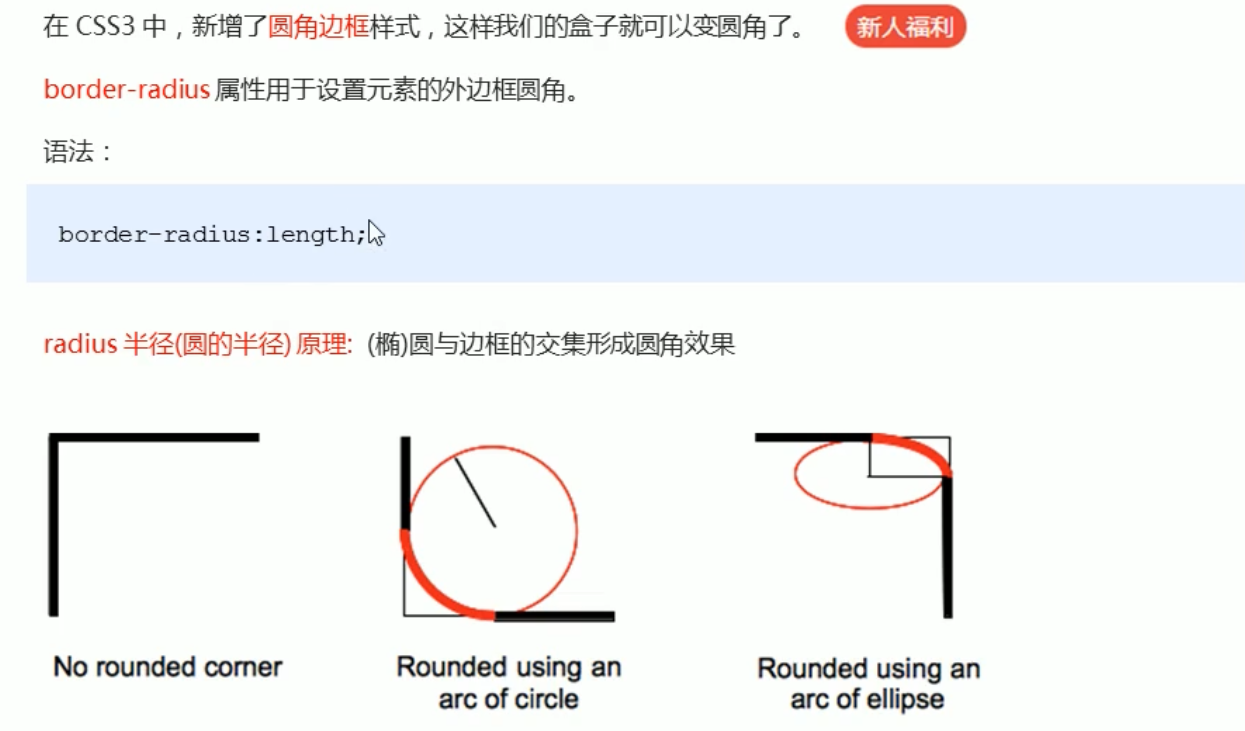 在 CSS3 中，新增了圆角边框样式，这样我们的盒子就可以变圆角了。 新人福利
border-radius 属性用于设置元素的外边框圆角。
语法：
border-radius:length;
radius 半径(圆的半径) 原理: (椭)圆与边框的交集形成圆角效果
No rounded corner
Rounded using an
arc of circle
Rounded using an
arc of ellipse